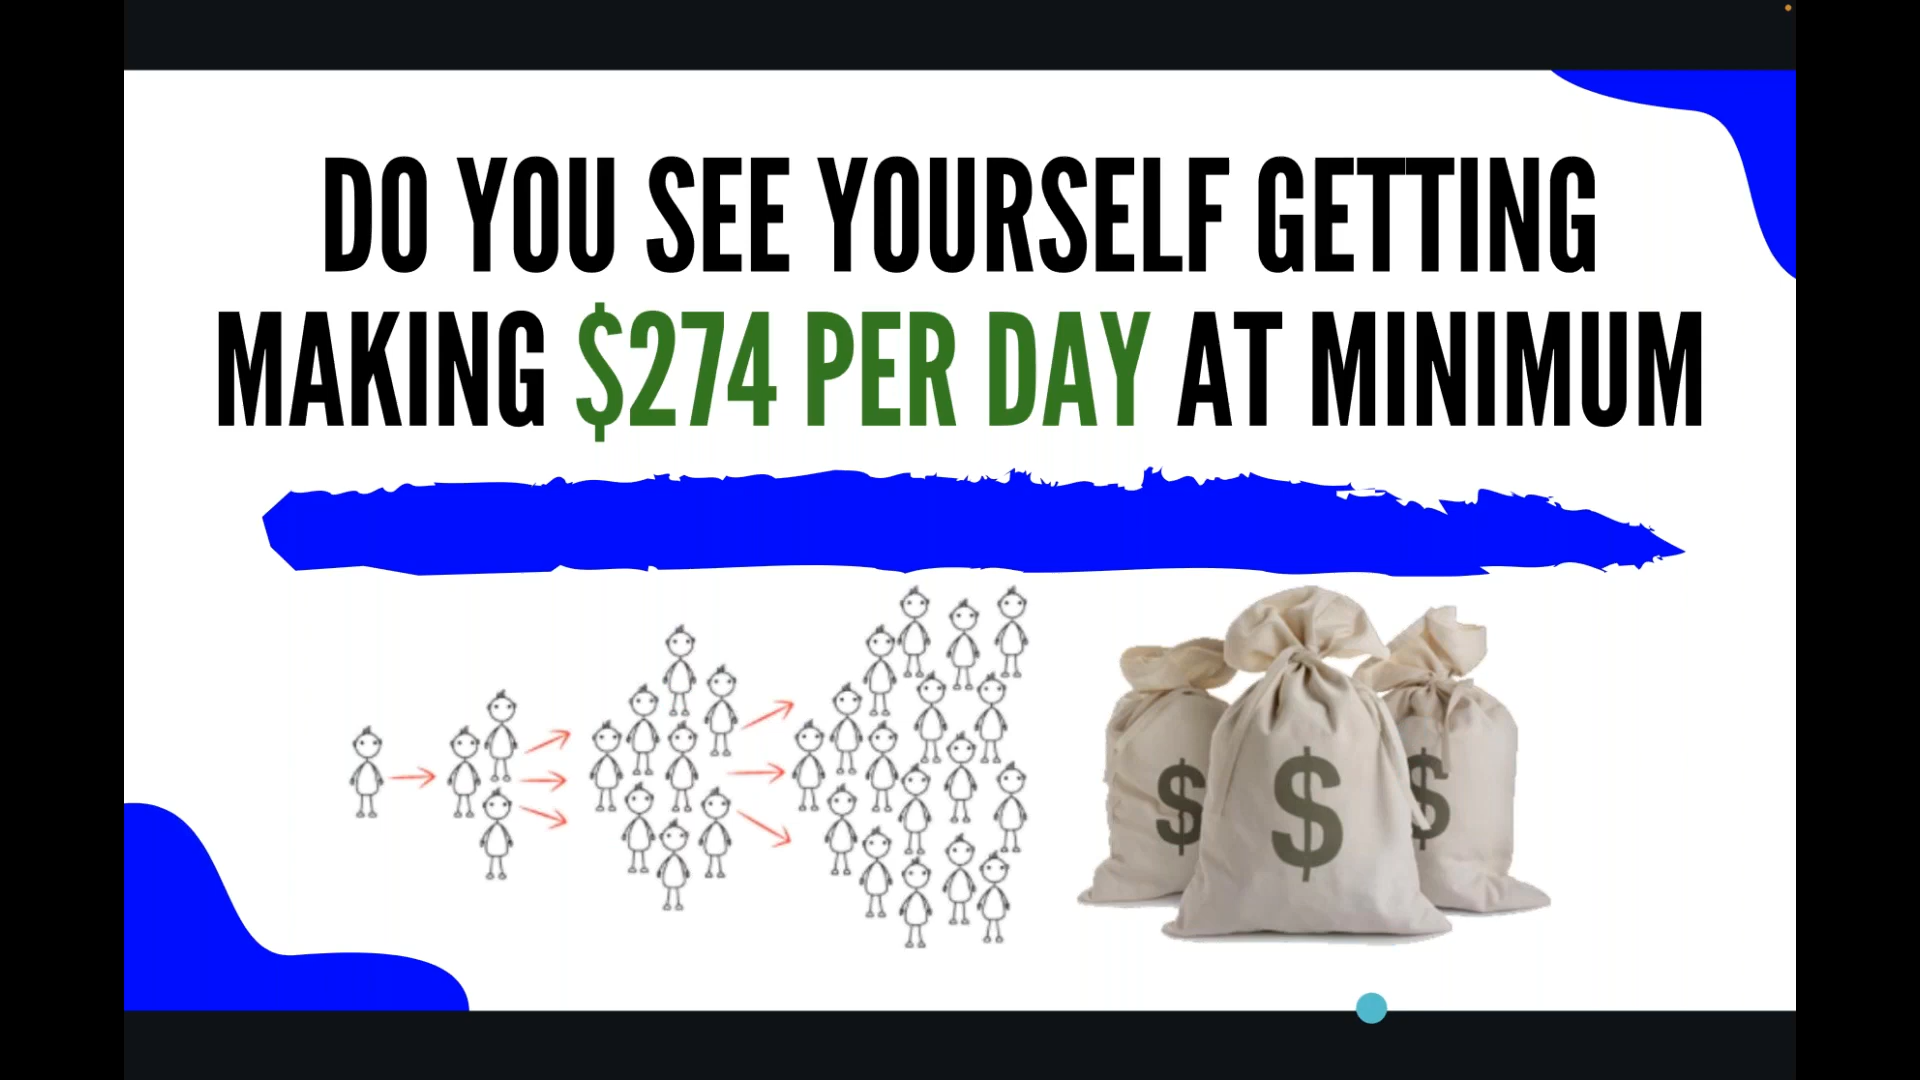 DO YOU SEE YOURSELF GETTING
MAKING $274 PER DAY AT MINIMUM
$ $ $